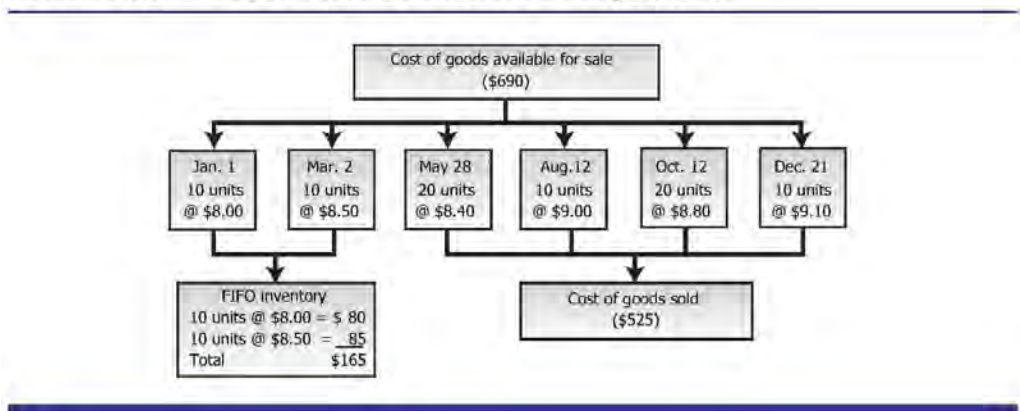 Cost of goods available for sale
($690)
Jan. 1
10 units
@ $8.00
Mar. 2
10 units
@ $8.50
May 28
20 units
@ $8.40
Aug.12
10 units
@ $9.00
Oct. 12
20 units
@ $8.80
Dec. 21
10 units
@ $9.10
FIFO inventory
10 units @ $8.00 = $ 80
10 units @ $8.50 = 85
Total $165
Cost of goods sold
($525)